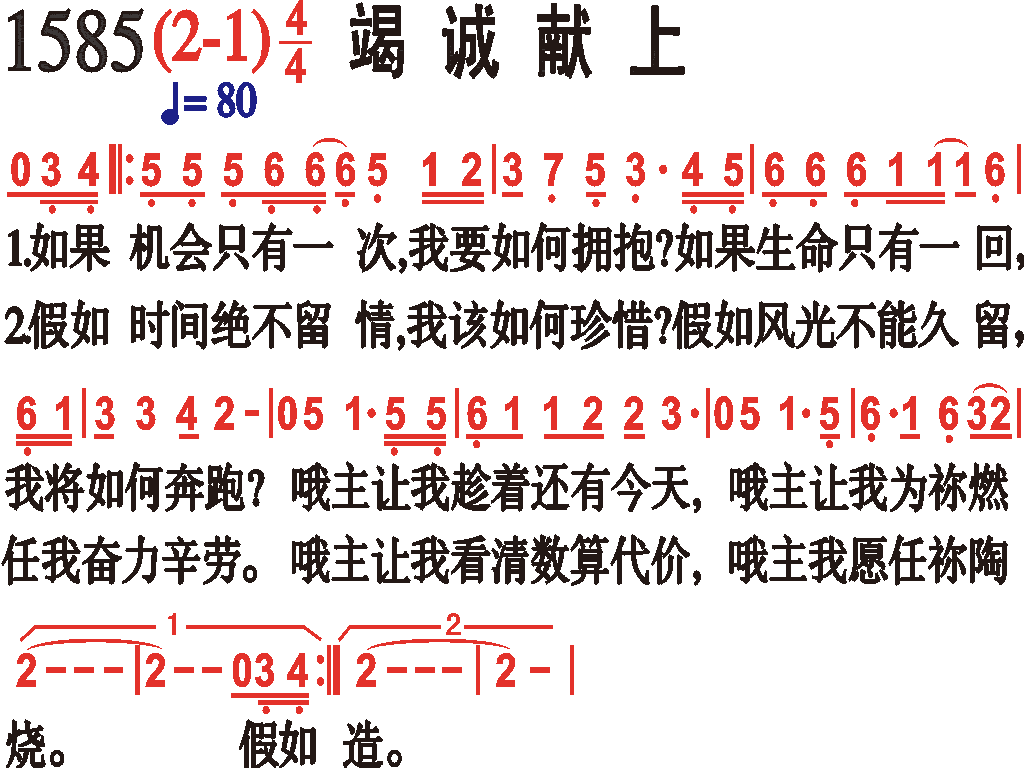 1585(2-1) 4/4 竭 诚 献 上
♩= 80
0 3 4 ‖: 5 5 5 6 6 6 5 1 2 | 3 7 5 3 · 4 5 | 6 6 6 1 1 1 6 |
1.如果 机会只有一 次,我要如何拥抱?如果生命只有一 回,
2.假如 时间绝不留 情,我该如何珍惜?假如风光不能久 留,
6 1 | 3 3 4 2 - | 0 5 1· 5 5 | 6 1 1 2 2 3 · | 0 5 1· 5 | 6· 1 6 32 |
我将如何奔跑? 哦主让我趁着还有今天, 哦主让我为祢燃
任我奋力辛劳。 哦主让我看清数算代价, 哦主我愿任祢陶
1 2
2 - - - | 2 - - 0 3 4 :‖ 2 - - - | 2 - |
烧。 假如 造。